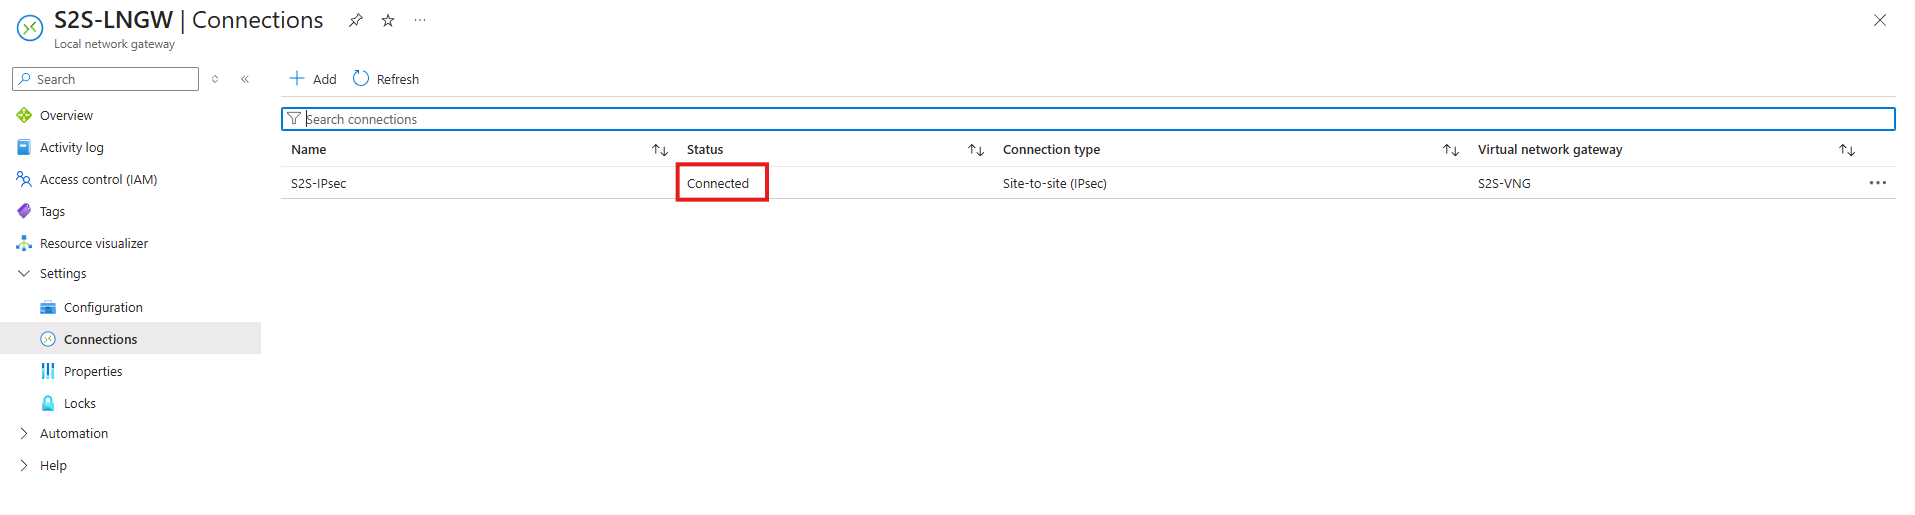 S2S-LNGW | Connections
Local network gateway
Search
Add Refresh
Overview
Activity log
Access control (IAM)
Tags
Resource visualizer
Settings
Configuration
Connections
Properties
Locks
Automation
Help
Search connections
Name Status Connection type Virtual network gateway
S2S-IPsec Connected Site-to-site (IPsec) S2S-VNG